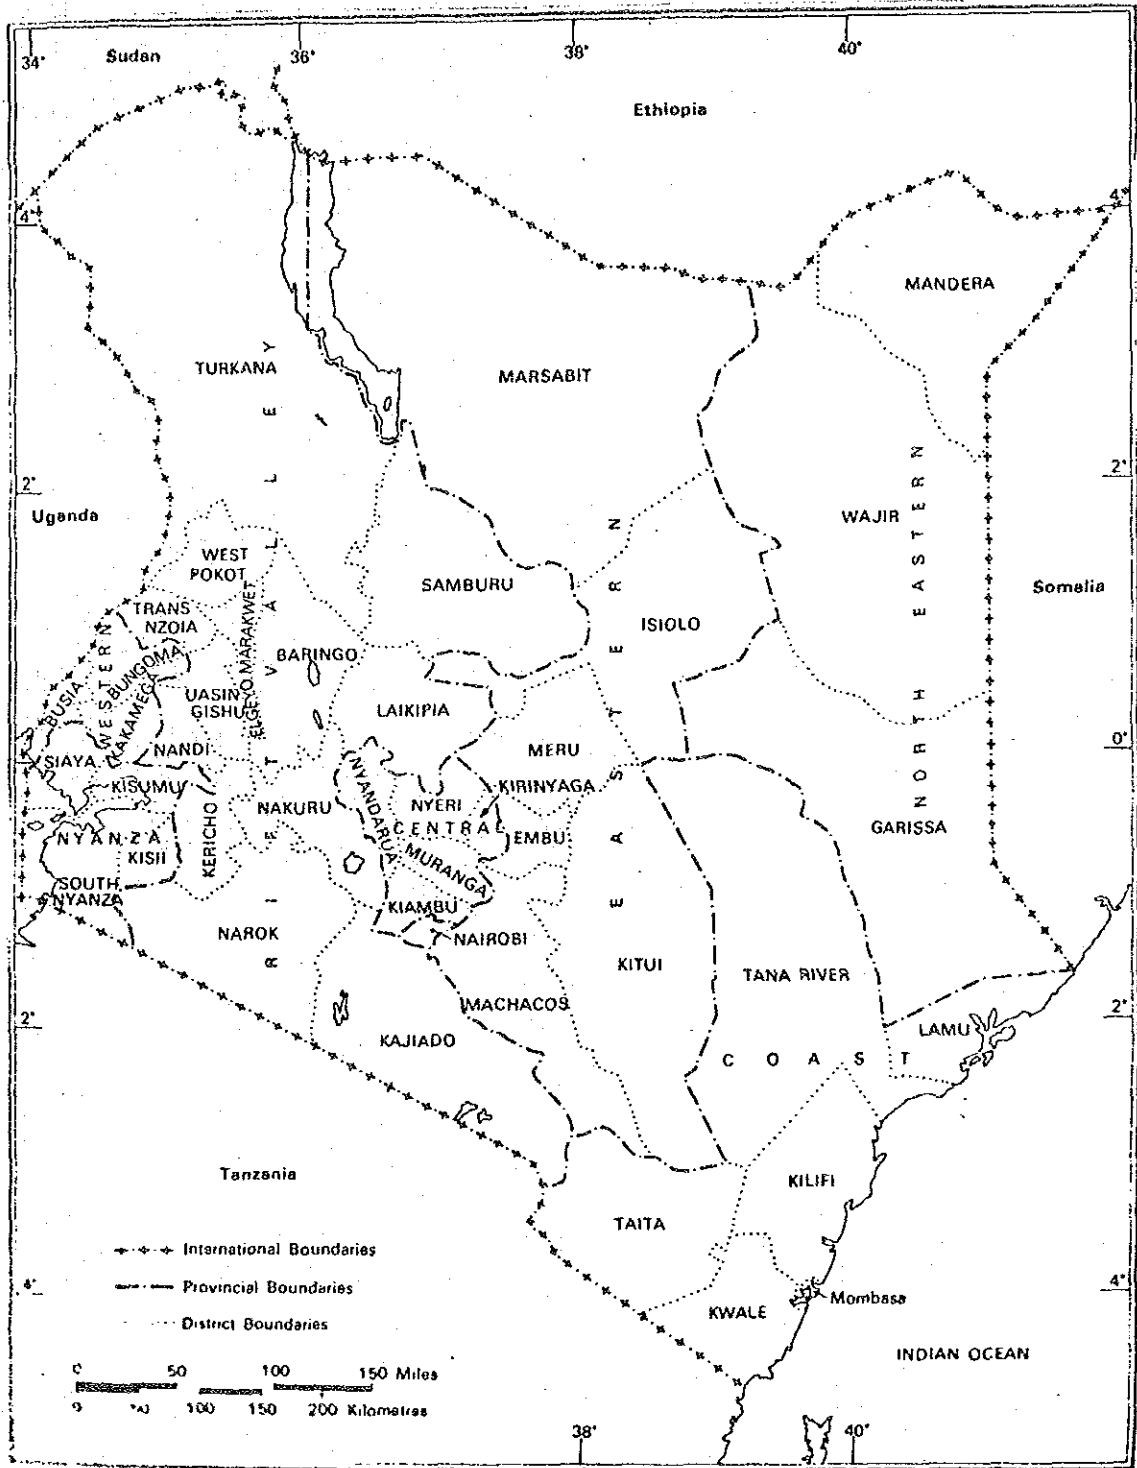 34°
36°
38°
40°
Sudan
Ethiopia
4°
4°
MANDERA
TURKANA
MARSABIT
RIFT VALLEY
2°
2°
Uganda
WAJIR
NORTH EASTERN
EASTERN
WEST
POKOT
SAMBURU
Somalia
TRANS
NZOIA
ISIOLO
ELGEYO MARAKWET
BARINGO
WESTERN
BUNGOMA
BUSIA
KAKAMEGA
UASIN
GISHU
LAIKIPIA
SIAYA
NANDI
MERU
0°
KISUMU
KIRINYAGA
NAKURU
NYANDARUA
NYERI
CENTRAL
GARISSA
NYANZA
KISII
KERICHO
EMBU
MURANGA
SOUTH
NYANZA
KIAMBU
NAROK
NAIROBI
KITUI
TANA RIVER
MACHACOS
2°
2°
LAMU
KAJIADO
COAST
Tanzania
KILIFI
TAITA
International Boundaries
Provincial Boundaries
4°
4°
KWALE
Mombasa
District Boundaries
INDIAN OCEAN
0 50 100 150 Miles
100 150 200 Kilometres
38°
40°